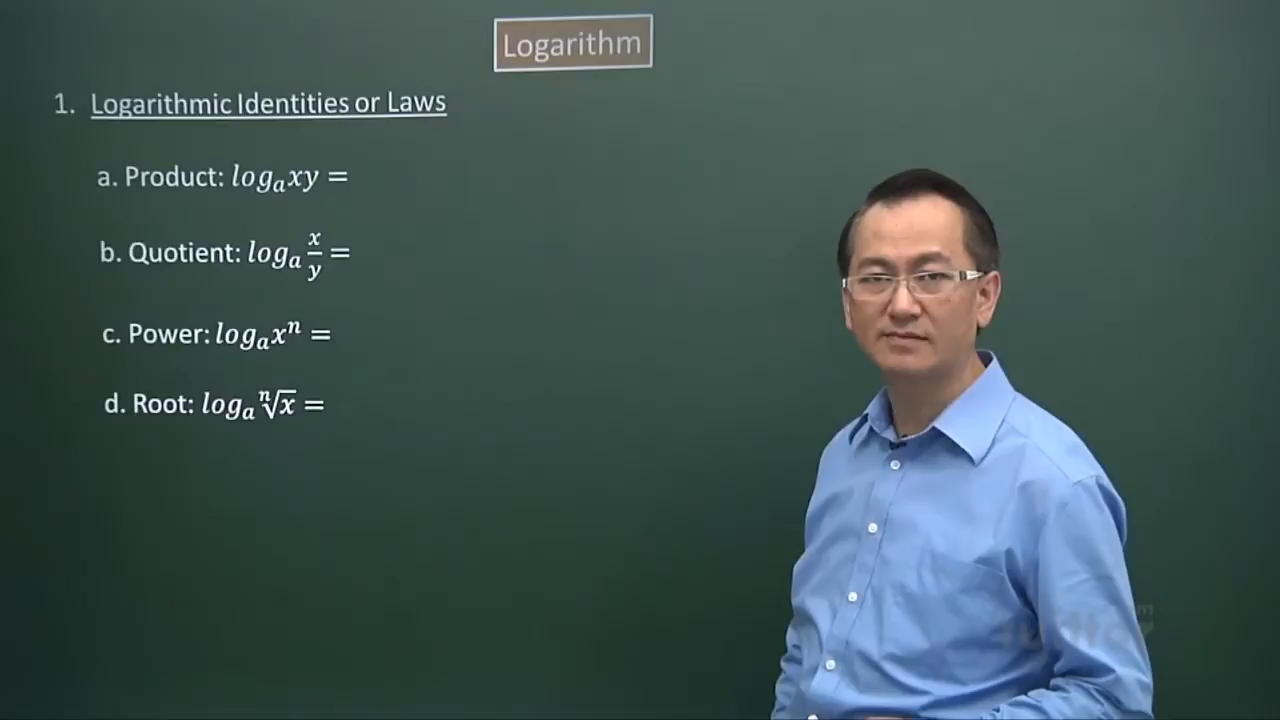 Logarithm
1. Logarithmic Identities or Laws
a. Product: logₐxy =
b. Quotient: logₐ x/y =
c. Power: logₐxⁿ =
d. Root: logₐ ⁿ√x =